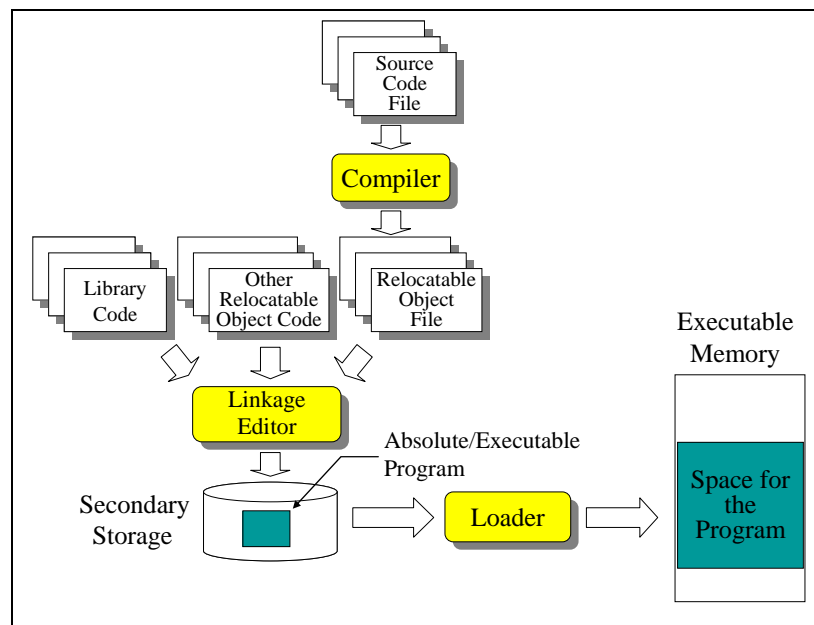 Source
Code
File
Compiler
Library
Code
Other
Relocatable
Object Code
Relocatable
Object
File
Executable
Memory
Linkage
Editor
Absolute/Executable
Program
Secondary
Storage
Loader
Space for
the
Program